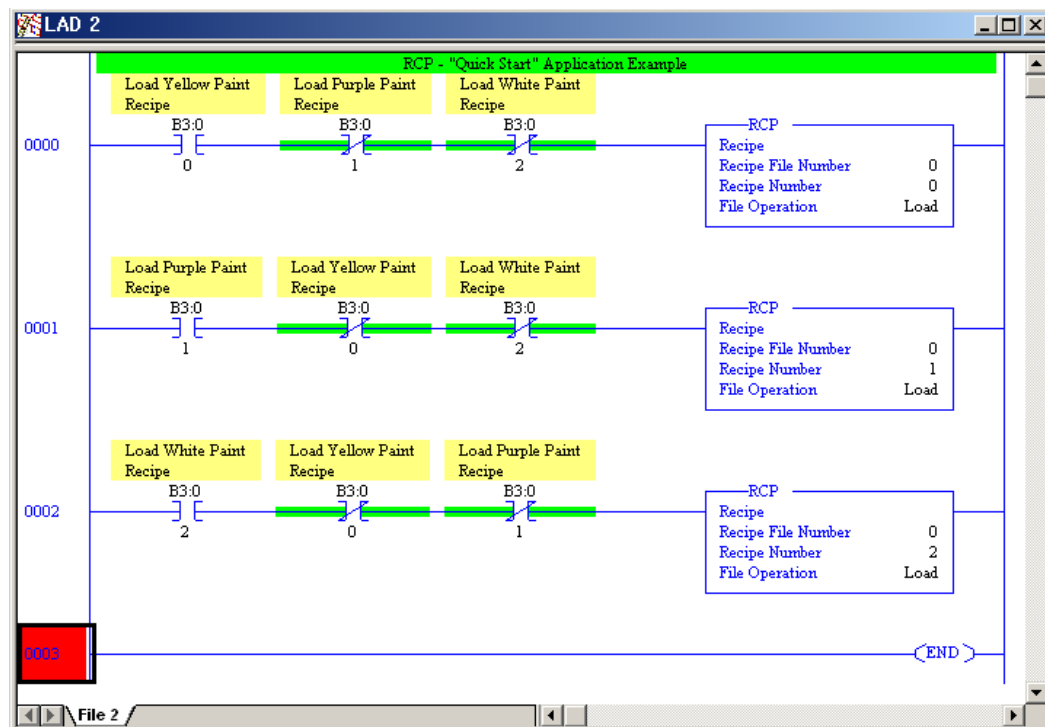 LAD 2
RCP - "Quick Start" Application Example
Load Yellow Paint Load Purple Paint Load White Paint
Recipe Recipe Recipe
B3:0 B3:0 B3:0 RCP
0000 Recipe
0 1 2 Recipe File Number 0
Recipe Number 0
File Operation Load
Load Purple Paint Load Yellow Paint Load White Paint
Recipe Recipe Recipe
B3:0 B3:0 B3:0 RCP
0001 Recipe
1 0 2 Recipe File Number 0
Recipe Number 1
File Operation Load
Load White Paint Load Yellow Paint Load Purple Paint
Recipe Recipe Recipe
B3:0 B3:0 B3:0 RCP
0002 Recipe
2 0 1 Recipe File Number 0
Recipe Number 2
File Operation Load
0003 END
File 2